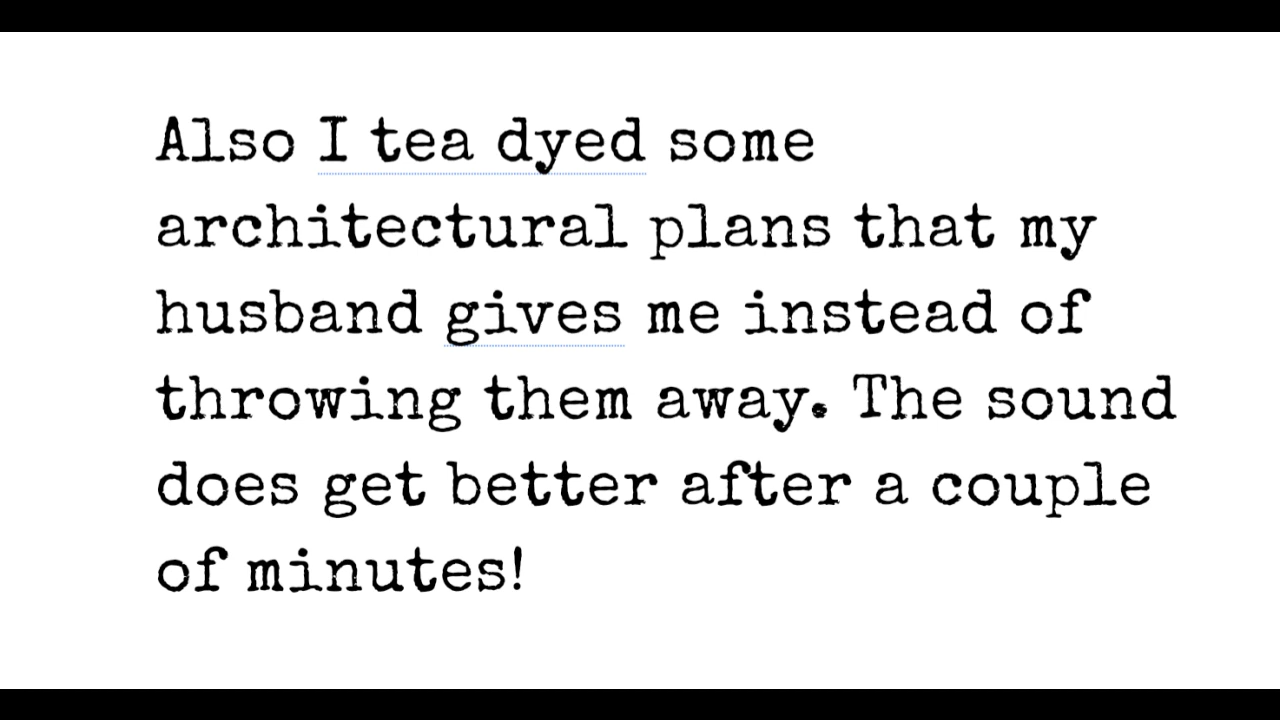 Also I tea dyed some
architectural plans that my
husband gives me instead of
throwing them away. The sound
does get better after a couple
of minutes!